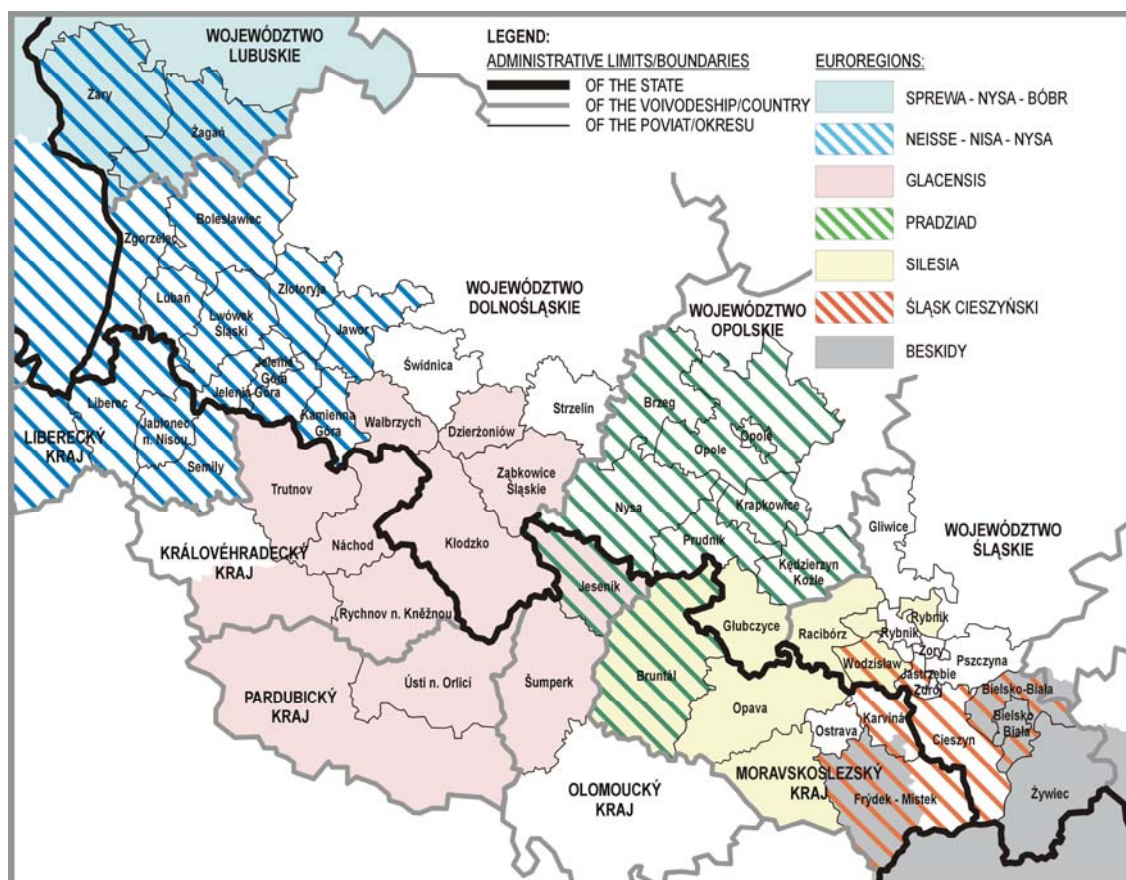 WOJEWÓDZTWO
LUBUSKIE
LEGEND:
ADMINISTRATIVE LIMITS/BOUNDARIES
OF THE STATE
OF THE VOIVODESHIP/COUNTRY
OF THE POVIAT/OKRESU
EUROREGIONS:
SPREWA - NYSA - BÓBR
NEISSE - NISA - NYSA
GLACENSIS
PRADZIAD
SILESIA
ŚLĄSK CIESZYŃSKI
BESKIDY
Żary
Żagań
Bolesławiec
Zgorzelec
Lubań
Lwówek
Śląski
Złotoryja
Jawor
Jelenia
Góra
Jelenia Góra
Kamienna
Góra
WOJEWÓDZTWO
DOLNOŚLĄSKIE
Świdnica
Strzelin
Wałbrzych
Dzierżoniów
Ząbkowice
Śląskie
Kłodzko
WOJEWÓDZTWO
OPOLSKIE
Brzeg
Opole
Opole
Nysa
Krapkowice
Prudnik
Kędzierzyn
Koźle
Głubczyce
Liberec
Jablonec
n. Nisou
LIBERECKÝ
KRAJ
Semily
Trutnov
Náchod
KRÁLOVÉHRADECKÝ
KRAJ
Rychnov n. Kněžnou
PARDUBICKÝ
KRAJ
Ústi n. Orlici
Šumperk
Jesenik
Bruntál
OLOMOUCKÝ
KRAJ
Opava
MORAVSKOSLEZSKÝ
KRAJ
Ostrava
Karviná
Frýdek - Mistek
Gliwice
WOJEWÓDZTWO
ŚLĄSKIE
Racibórz
Rybnik
Rybnik
Żory
Pszczyna
Wodzisław
Jastrzębie
Zdrój
Bielsko-Biała
Bielsko
Biała
Cieszyn
Żywiec